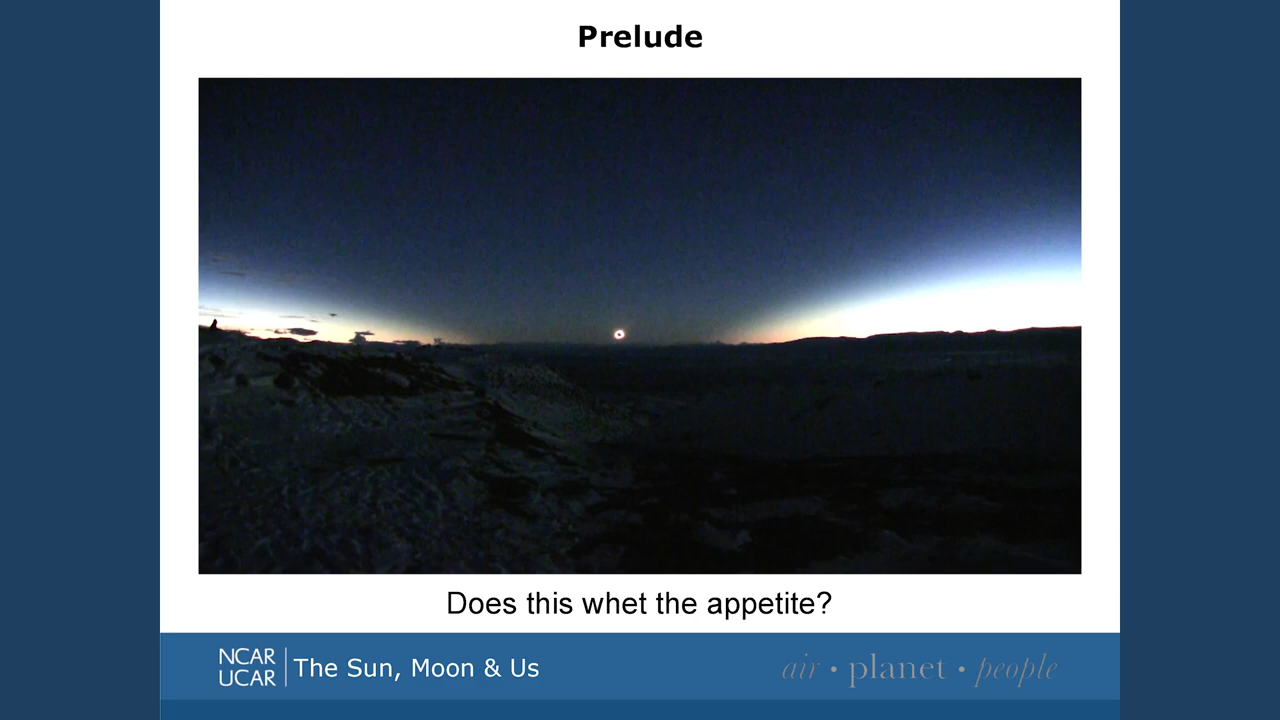 Prelude
Does this whet the appetite?
NCAR
UCAR
The Sun, Moon & Us
air • planet • people